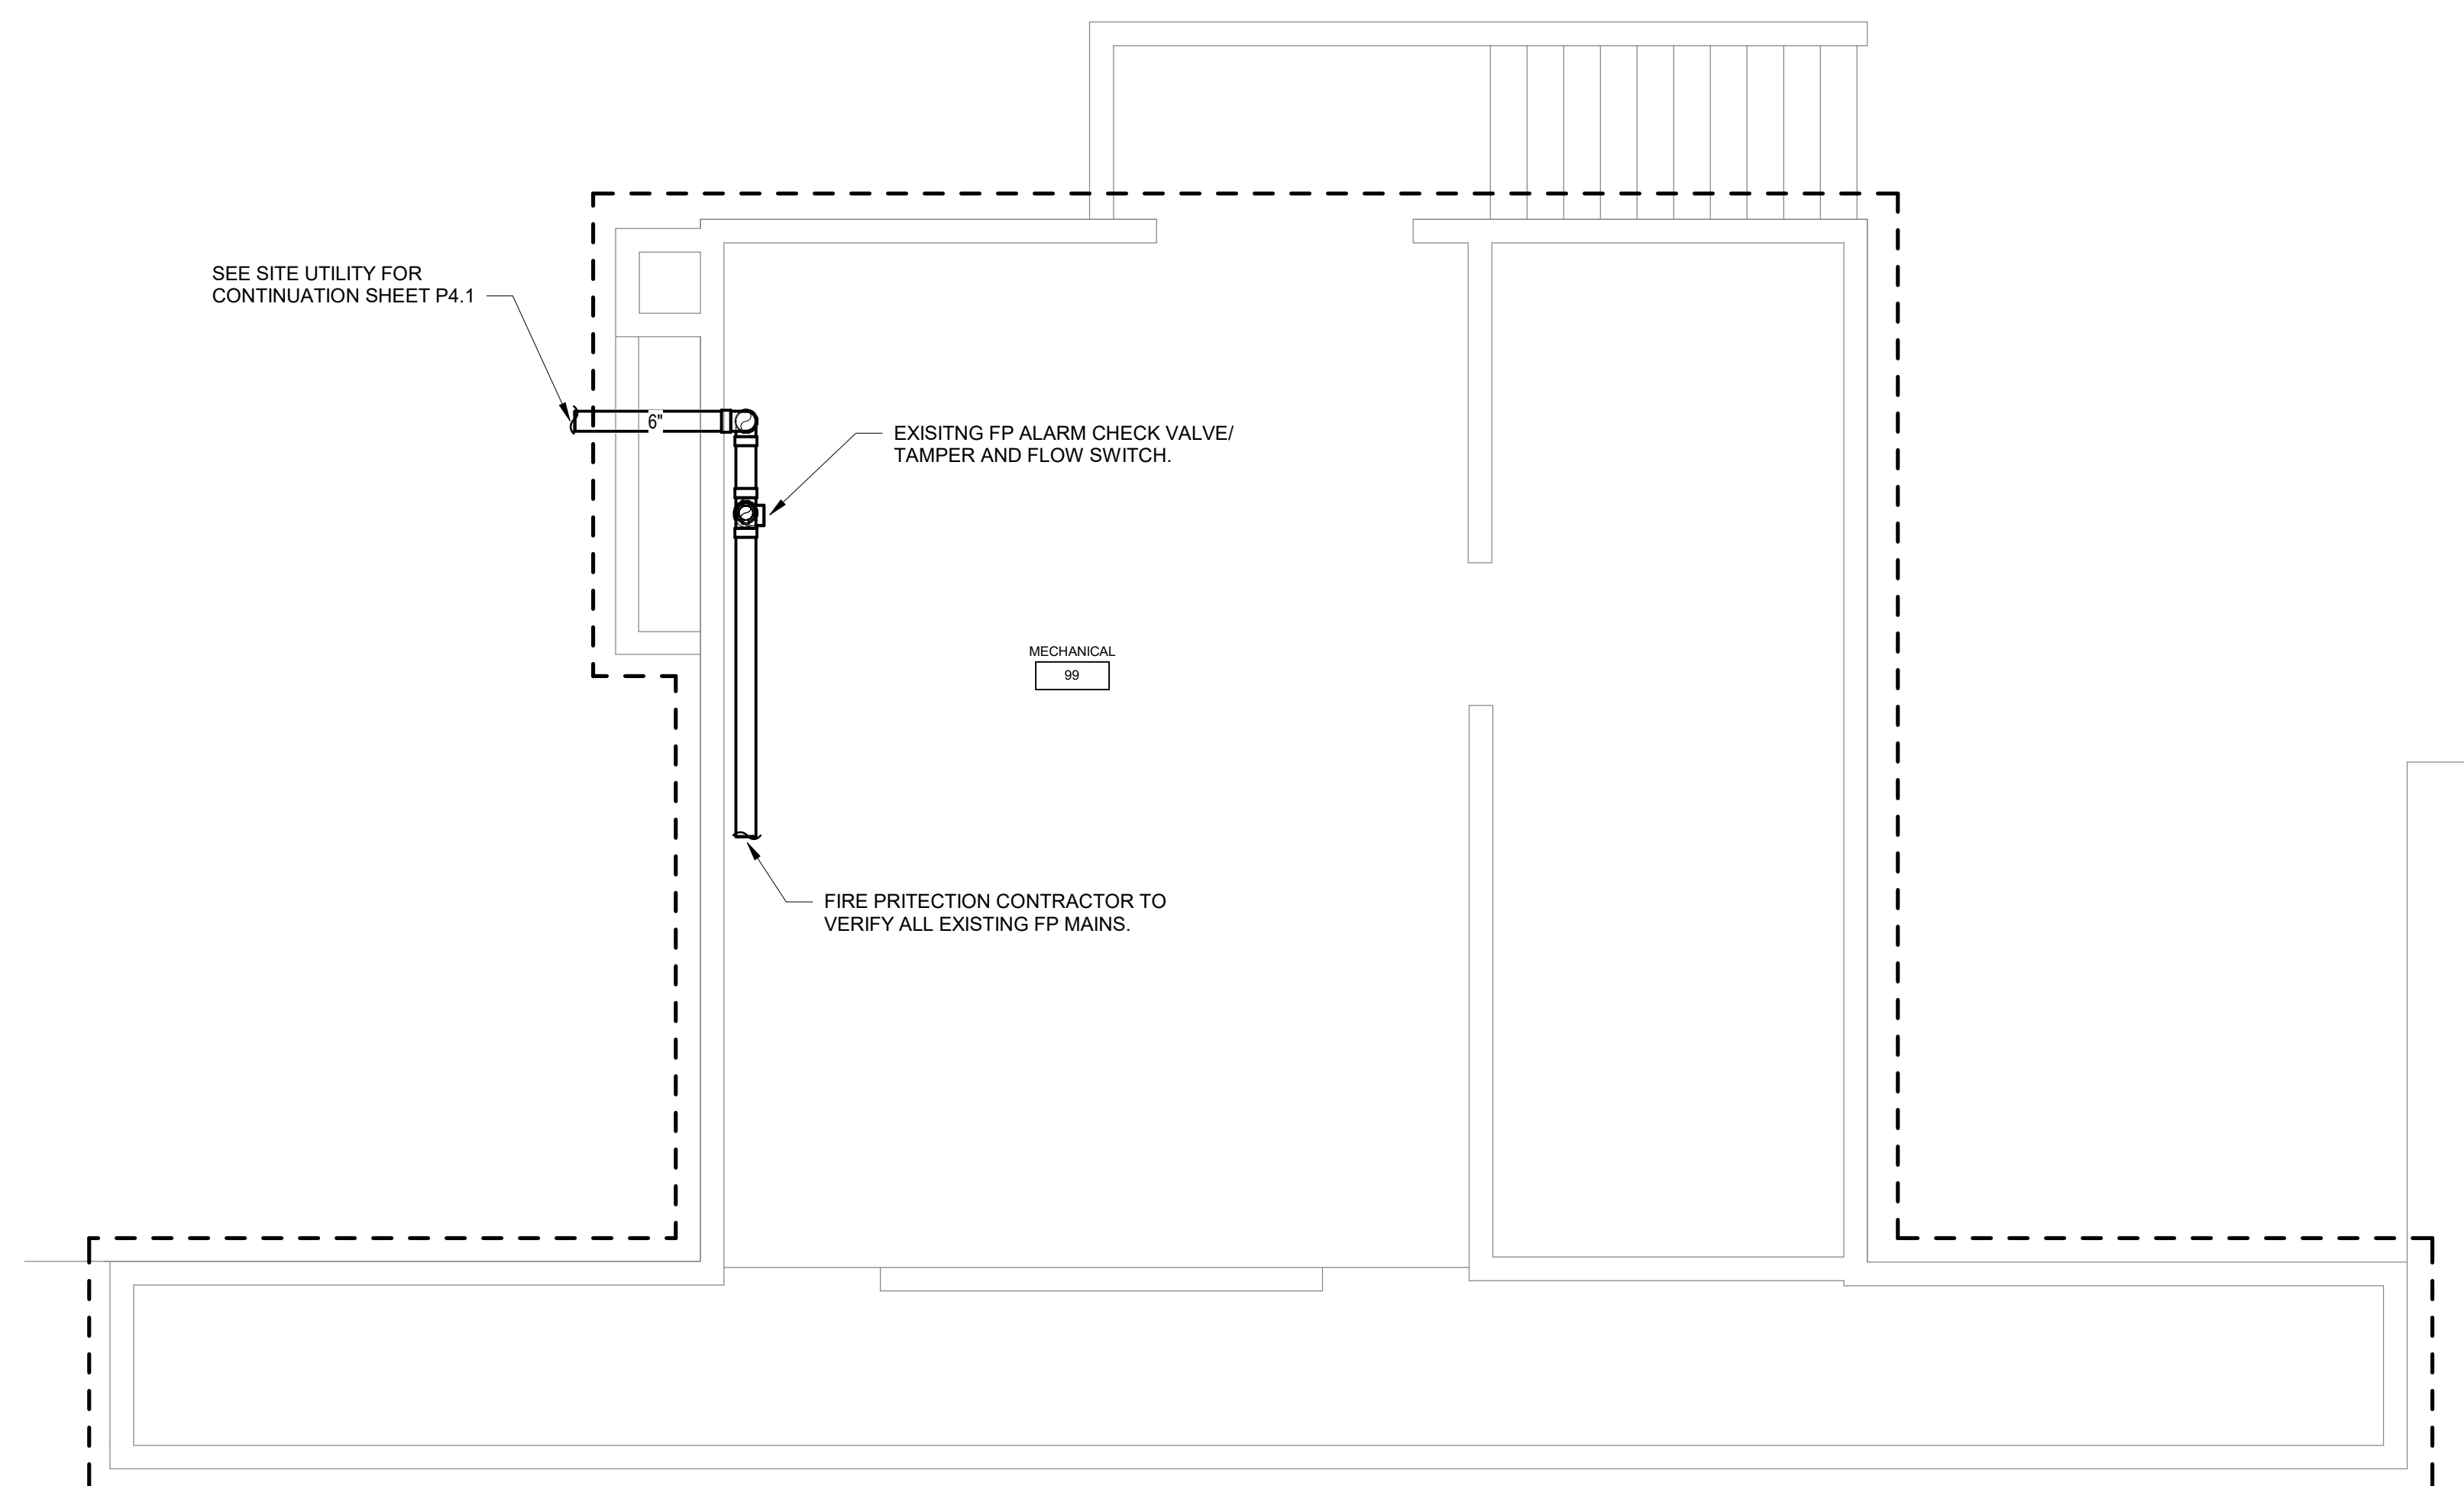 SEE SITE UTILITY FOR
CONTINUATION SHEET P4.1
6"
EXISITNG FP ALARM CHECK VALVE/
TAMPER AND FLOW SWITCH.
MECHANICAL
99
FIRE PRITECTION CONTRACTOR TO
VERIFY ALL EXISTING FP MAINS.